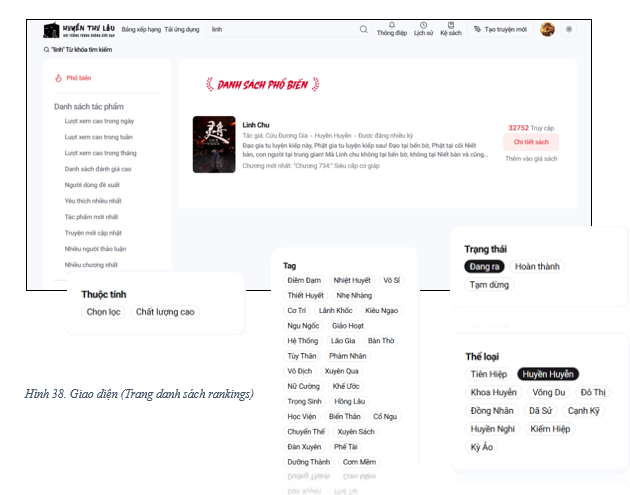 HUYỀN THƯ LÂU Bảng xếp hạng Tải ứng dụng linh Thông điệp Lịch sử Kệ sách Tạo truyện mới
"linh" Từ khóa tìm kiếm
Phổ biến
Danh sách tác phẩm
Lượt xem cao trong ngày
Lượt xem cao trong tuần
Lượt xem cao trong tháng
Danh sách đánh giá cao
Người dùng đề xuất
Yêu thích nhiều nhất
Tác phẩm mới nhất
Truyện mới cập nhật
Nhiều người thảo luận
Nhiều chương nhất
DANH SÁCH PHỔ BIẾN
Linh Chu
Tác giả: Cửu Đương Gia - Huyền Huyễn - Được đăng nhiều kỳ
Đạo gia tu luyện kiếp này, Phật gia tu luyện kiếp sau! Đạo tại bến bờ, Phật tại cõi Niết
bàn, con người tại trung gian! Mà Linh chu không tại bến bờ, không tại Niết bàn và cũng...
Chương mới nhất: "Chương 734:" Siêu cấp cơ giáp
32752 Truy cập
Chi tiết sách
Thêm vào giá sách
Thuộc tính
Chọn lọc Chất lượng cao
Tag
Điềm Đạm Nhiệt Huyết Vô Sỉ
Thiết Huyết Nhẹ Nhàng
Cơ Trí Lãnh Khốc Kiêu Ngạo
Ngu Ngốc Giảo Hoạt
Hệ Thống Lão Gia Bàn Thờ
Tùy Thân Phàm Nhân
Vô Địch Xuyên Qua
Nữ Cường Khế Ước
Trọng Sinh Hồng Lâu
Học Viện Biến Thân Cổ Ngu
Chuyển Thế Xuyên Sách
Đàn Xuyên Phế Tài
Dưỡng Thành Cơm Mềm
Trạng thái
Đang ra Hoàn thành
Tạm dừng
Thể loại
Tiên Hiệp Huyền Huyễn
Khoa Huyễn Võng Du Đô Thị
Đồng Nhân Dã Sử Cạnh Kỹ
Huyền Nghi Kiếm Hiệp
Kỳ Ảo
Hình 38. Giao diện (Trang danh sách rankings)